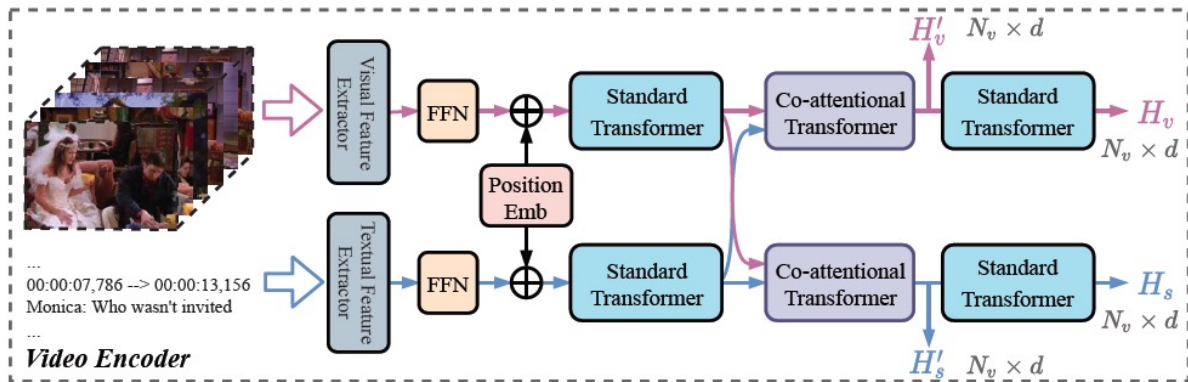 H′ᵥ
Nᵥ × d
Visual Feature
Extractor
FFN
Standard
Transformer
Co-attentional
Transformer
Standard
Transformer
Hᵥ
Nᵥ × d
Position
Emb
Textual Feature
Extractor
FFN
Standard
Transformer
Co-attentional
Transformer
Standard
Transformer
Hₛ
Nᵥ × d
...
00:00:07,786 --> 00:00:13,156
Monica: Who wasn't invited
...
Video Encoder
H′ₛ
Nᵥ × d